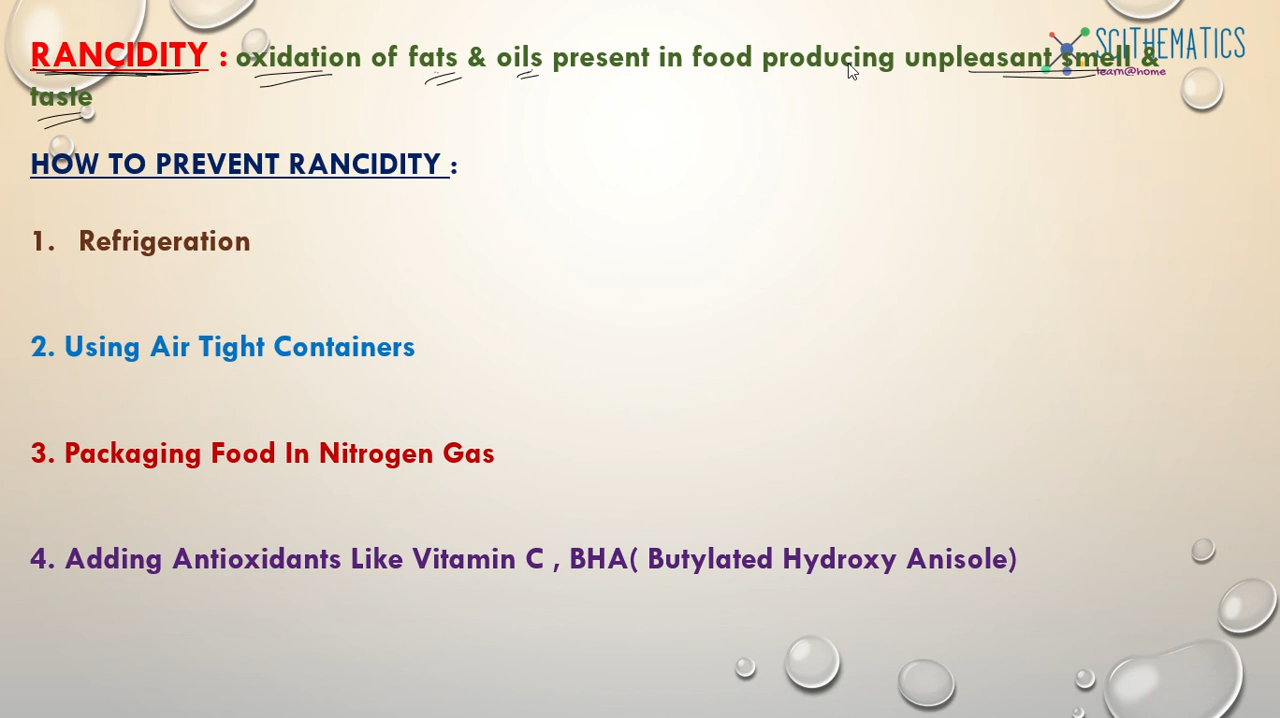 RANCIDITY : oxidation of fats & oils present in food producing unpleasant smell &
taste
SCITHEMATICS
learn@home
HOW TO PREVENT RANCIDITY :
1. Refrigeration
2. Using Air Tight Containers
3. Packaging Food In Nitrogen Gas
4. Adding Antioxidants Like Vitamin C , BHA( Butylated Hydroxy Anisole)